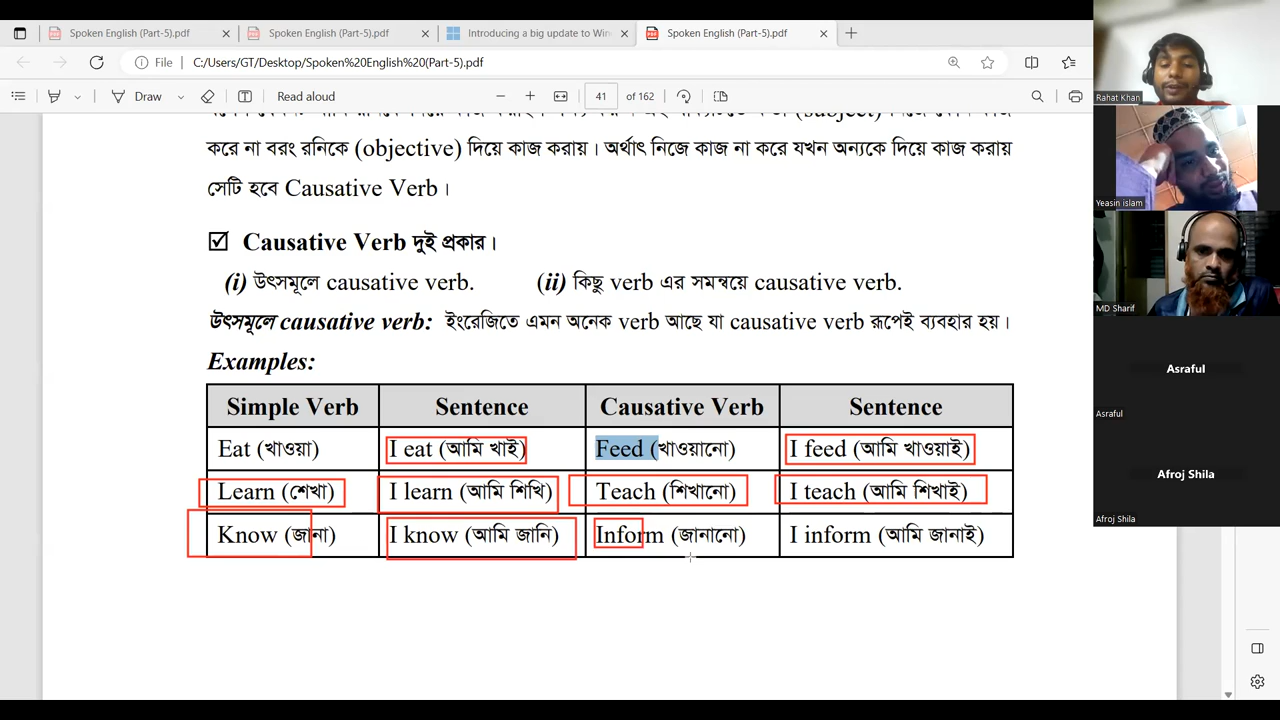 Spoken English (Part-5).pdf
Spoken English (Part-5).pdf
Introducing a big update to Win
Spoken English (Part-5).pdf
File
C:/Users/GT/Desktop/Spoken%20English%20(Part-5).pdf
Draw
Read aloud
41 of 162
করে না বরং রনিকে (objective) দিয়ে কাজ করায়। অর্থাৎ নিজে কাজ না করে যখন অন্যকে দিয়ে কাজ করায়
সেটি হবে Causative Verb।
Causative Verb দুই প্রকার।
(i) উৎসমূলে causative verb. (ii) কিছু verb এর সমন্বয়ে causative verb.
উৎসমূলে causative verb: ইংরেজিতে এমন অনেক verb আছে যা causative verb রূপেই ব্যবহার হয়।
Examples:
Simple Verb Sentence Causative Verb Sentence
Eat (খাওয়া) I eat (আমি খাই) Feed (খাওয়ানো) I feed (আমি খাওয়াই)
Learn (শেখা) I learn (আমি শিখি) Teach (শিখানো) I teach (আমি শিখাই)
Know (জানা) I know (আমি জানি) Inform (জানানো) I inform (আমি জানাই)
Rahat Khan
Yeasin islam
MD Sharif
Asraful
Asraful
Afroj Shila
Afroj Shila